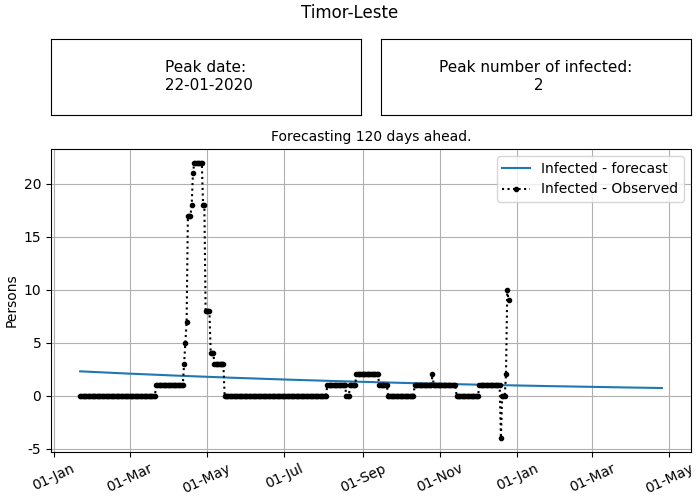 Timor-Leste
Peak date:
22-01-2020
Peak number of infected:
2
Forecasting 120 days ahead.
Infected - forecast
Infected - Observed
Persons
20
15
10
5
0
-5
01-Jan
01-Mar
01-May
01-Jul
01-Sep
01-Nov
01-Jan
01-Mar
01-May